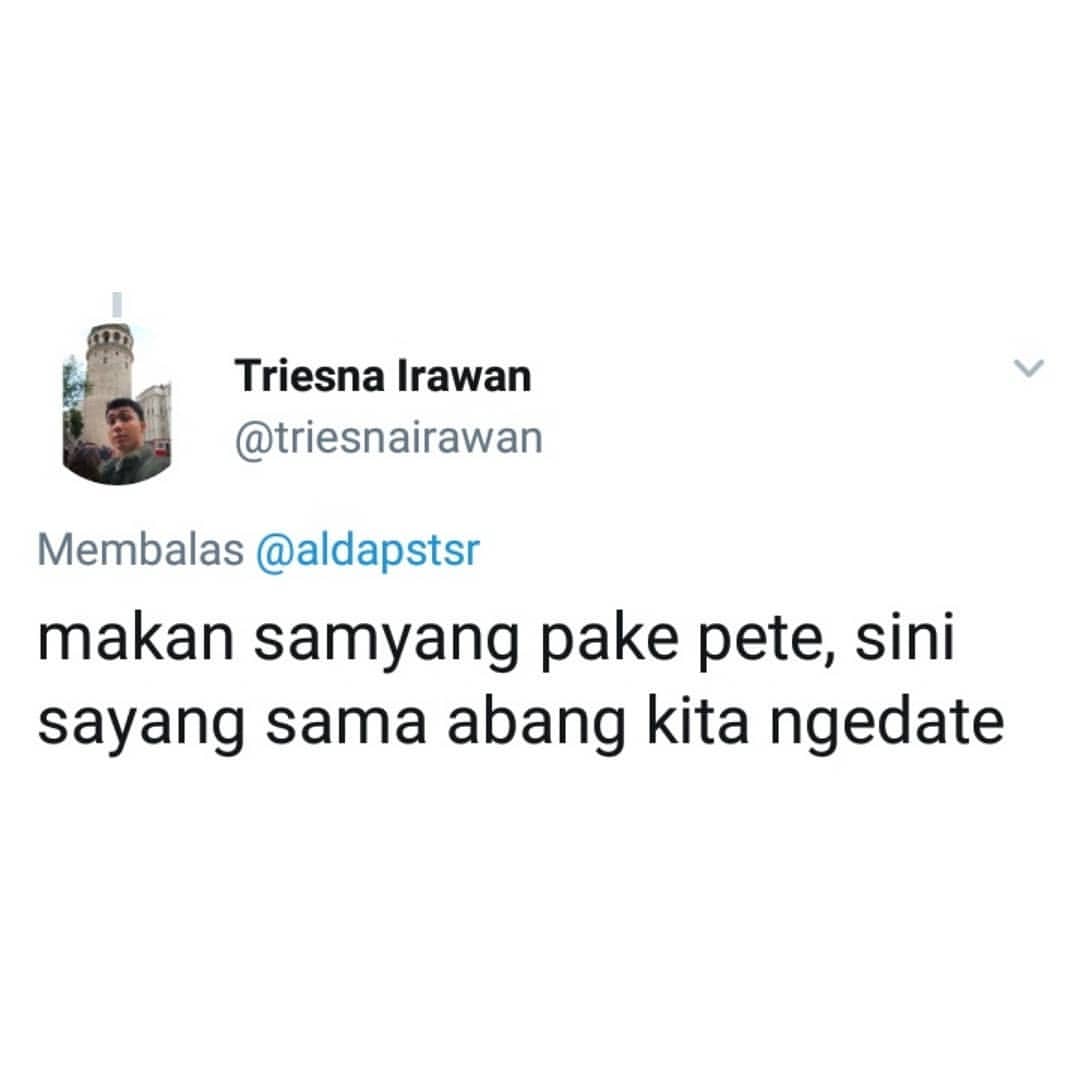 Triesna Irawan
@triesnairawan
Membalas @aldapstsr
makan samyang pake pete, sini
sayang sama abang kita ngedate